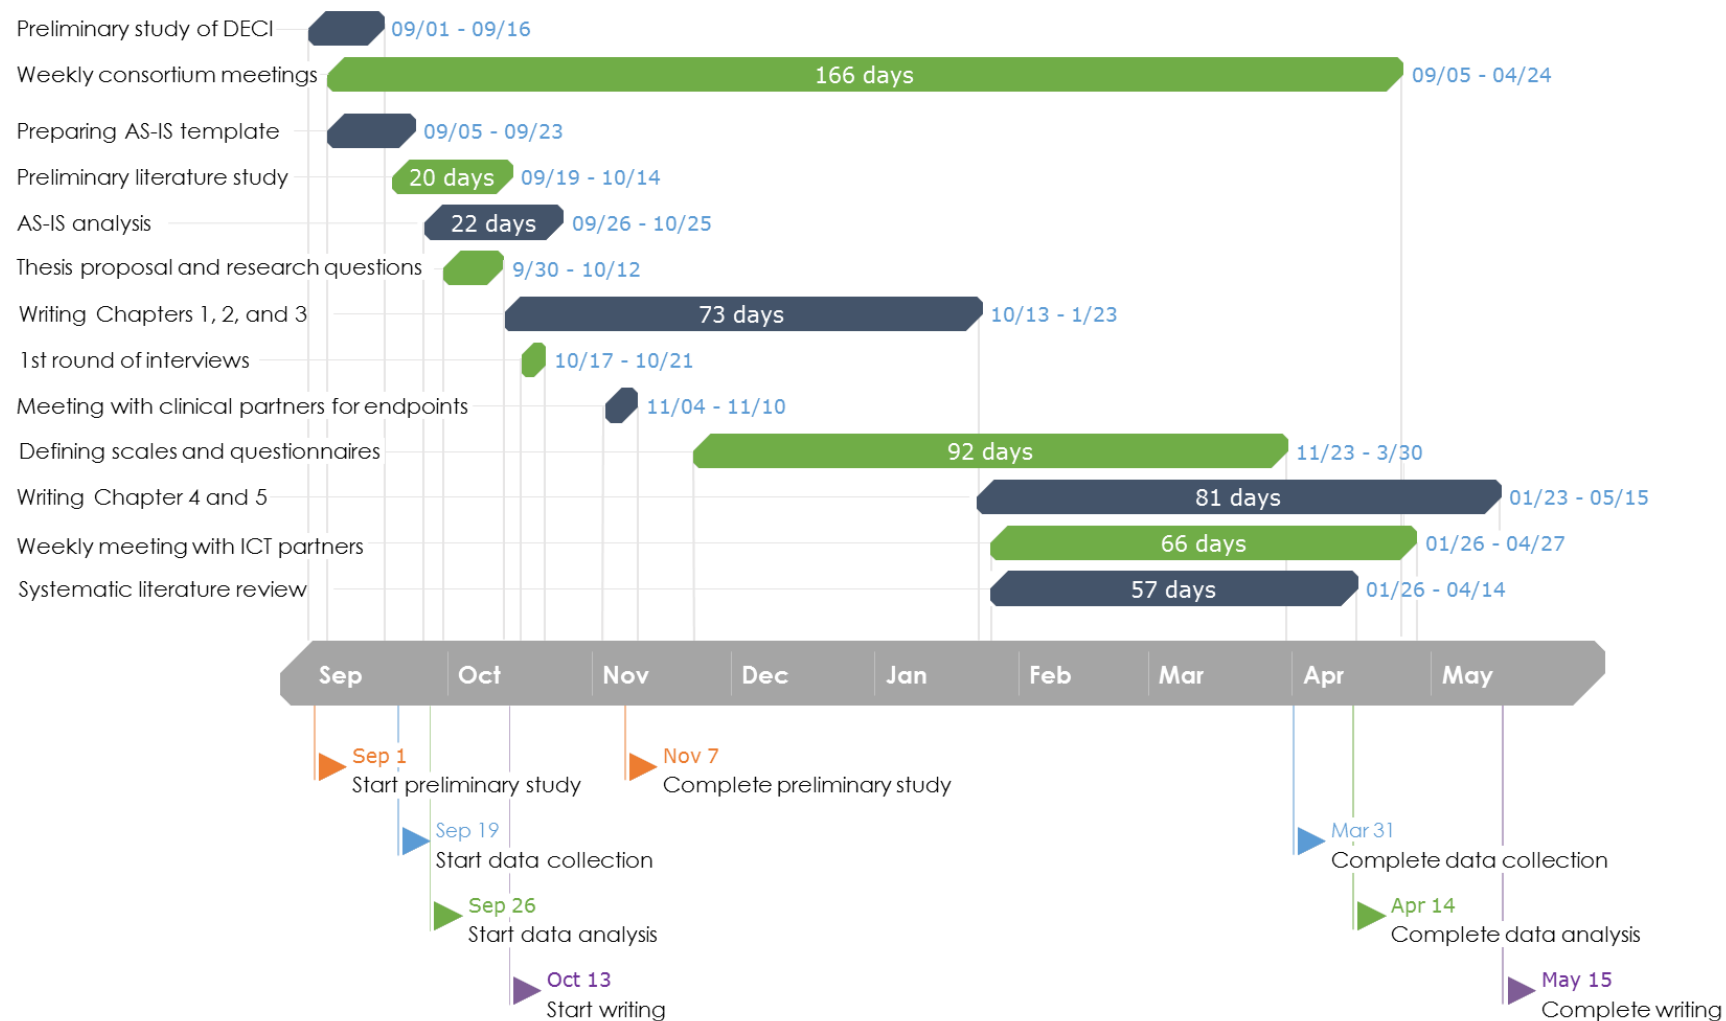 Preliminary study of DECI 09/01 - 09/16
Weekly consortium meetings 166 days 09/05 - 04/24
Preparing AS-IS template 09/05 - 09/23
Preliminary literature study 20 days 09/19 - 10/14
AS-IS analysis 22 days 09/26 - 10/25
Thesis proposal and research questions 9/30 - 10/12
Writing Chapters 1, 2, and 3 73 days 10/13 - 1/23
1st round of interviews 10/17 - 10/21
Meeting with clinical partners for endpoints 11/04 - 11/10
Defining scales and questionnaires 92 days 11/23 - 3/30
Writing Chapter 4 and 5 81 days 01/23 - 05/15
Weekly meeting with ICT partners 66 days 01/26 - 04/27
Systematic literature review 57 days 01/26 - 04/14
Sep Oct Nov Dec Jan Feb Mar Apr May
Sep 1 Nov 7
Start preliminary study Complete preliminary study
Sep 19 Mar 31
Start data collection Complete data collection
Sep 26 Apr 14
Start data analysis Complete data analysis
Oct 13 May 15
Start writing Complete writing